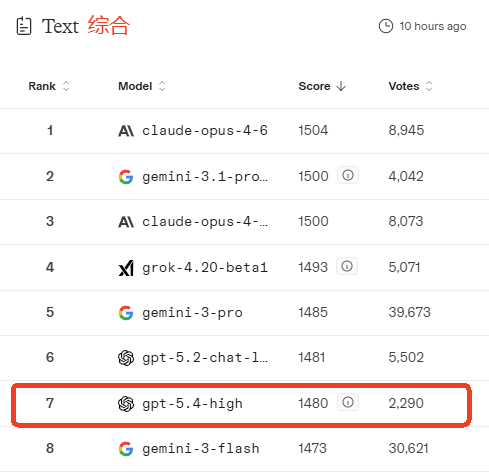 Text 综合 10 hours ago
Rank Model Score Votes
1 claude-opus-4-6 1504 8,945
2 gemini-3.1-pro… 1500 4,042
3 claude-opus-4-… 1500 8,073
4 grok-4.20-beta1 1493 5,071
5 gemini-3-pro 1485 39,673
6 gpt-5.2-chat-l… 1481 5,502
7 gpt-5.4-high 1480 2,290
8 gemini-3-flash 1473 30,621